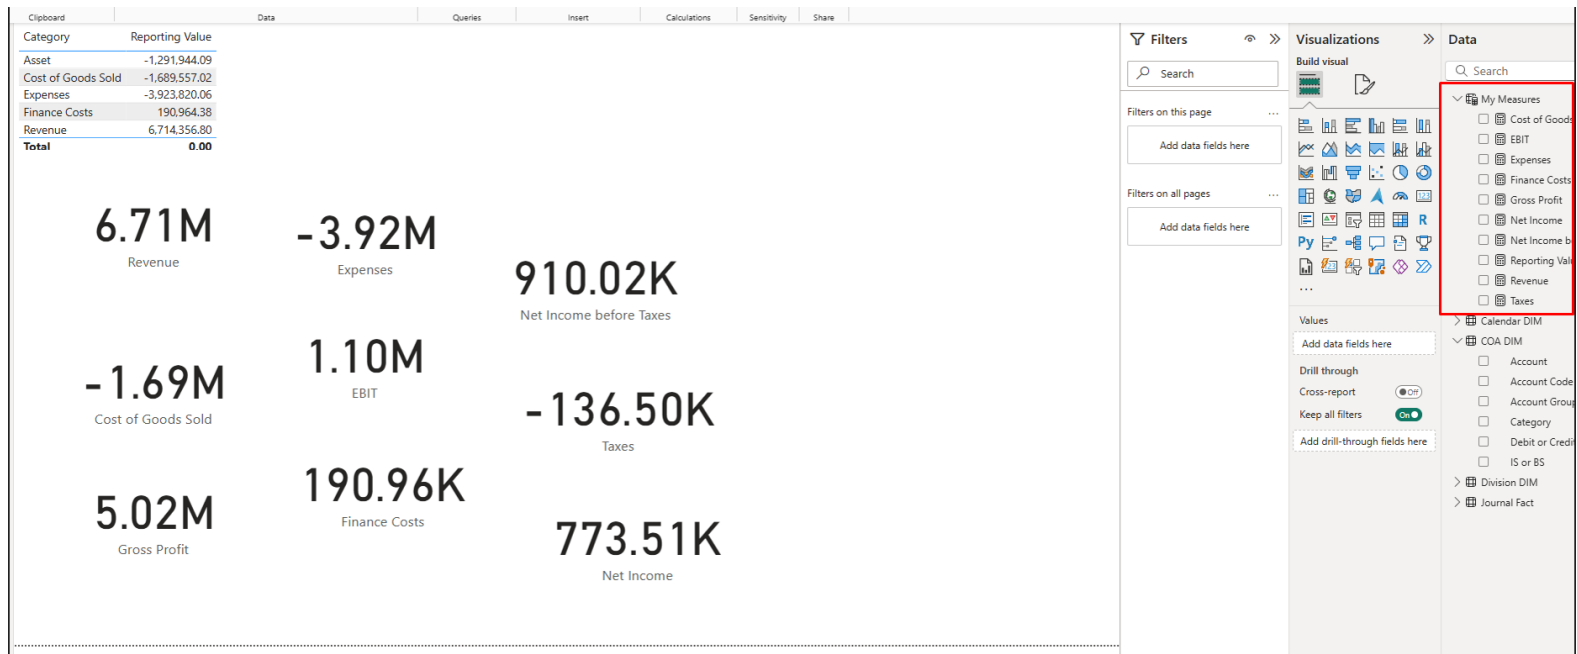 Clipboard Data Queries Insert Calculations Sensitivity Share
Category Reporting Value
Asset -1,291,944.09
Cost of Goods Sold -1,689,557.02
Expenses -3,923,820.06
Finance Costs 190,964.38
Revenue 6,714,356.80
Total 0.00
6.71M
Revenue
-3.92M
Expenses
910.02K
Net Income before Taxes
1.10M
EBIT
-1.69M
Cost of Goods Sold
-136.50K
Taxes
190.96K
Finance Costs
5.02M
Gross Profit
773.51K
Net Income
Filters
Search
Filters on this page ...
Add data fields here
Filters on all pages ...
Add data fields here
Visualizations
Build visual
123
R
Py
...
Values
Add data fields here
Drill through
Cross-report Off
Keep all filters On
Add drill-through fields here
Data
Search
My Measures
Cost of Goods
EBIT
Expenses
Finance Costs
Gross Profit
Net Income
Net Income b
Reporting Val
Revenue
Taxes
Calendar DIM
COA DIM
Account
Account Code
Account Group
Category
Debit or Credi
IS or BS
Division DIM
Journal Fact